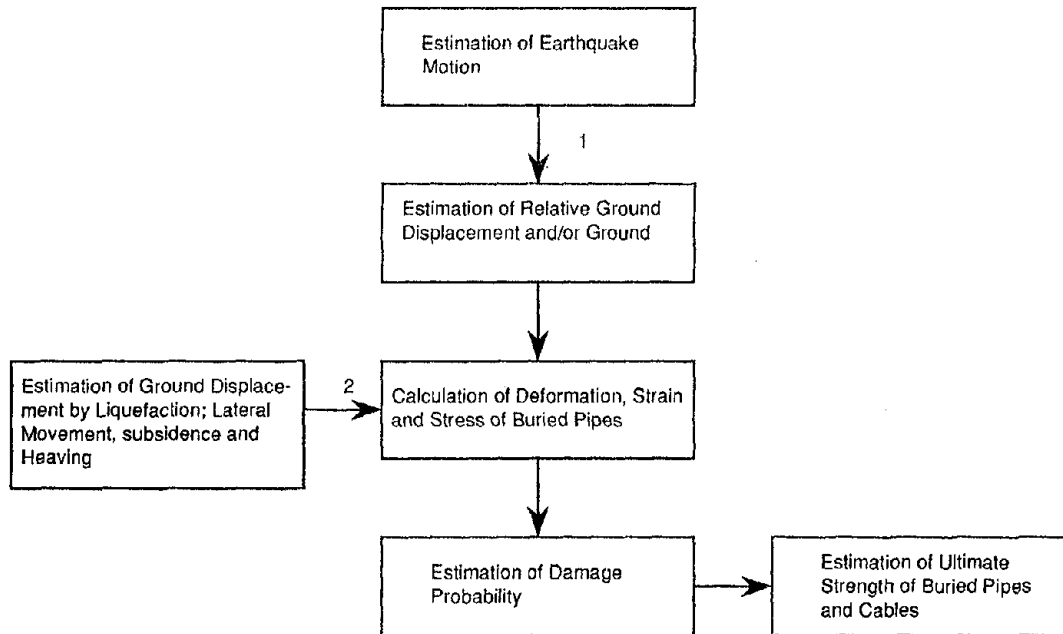 Estimation of Earthquake
Motion
1
Estimation of Relative Ground
Displacement and/or Ground
Estimation of Ground Displace-
ment by Liquefaction; Lateral
Movement, subsidence and
Heaving
2
Calculation of Deformation, Strain
and Stress of Buried Pipes
Estimation of Damage
Probability
Estimation of Ultimate
Strength of Buried Pipes
and Cables